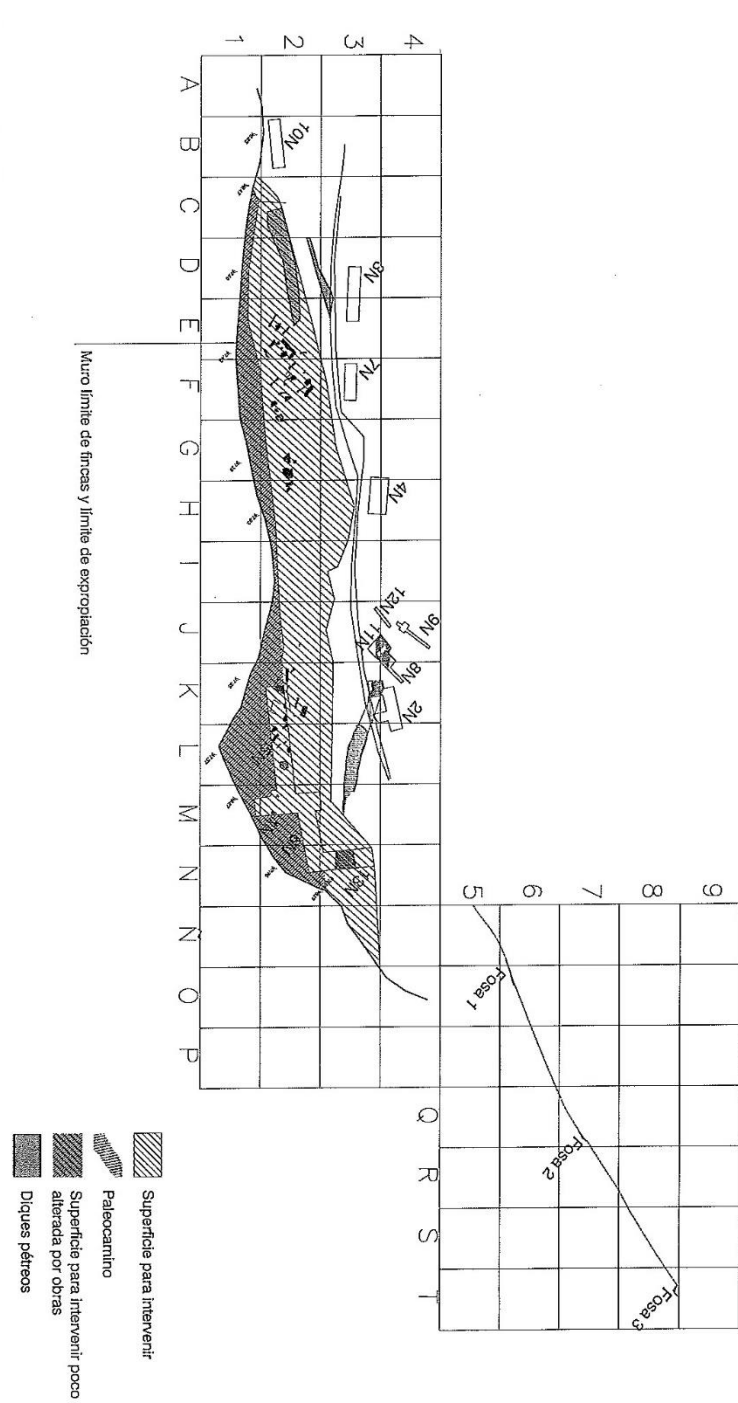 1 2 3 4
A
B
C
D
E
F
G
H
I
J
K
L
M
N
Ñ
O
P
10N
3N
7N
4N
12N
11N
9N
8N
2N
13N
5 6 7 8 9
Q
R
S
T
Fosa 1
Fosa 2
Fosa 3
Muro límite de fincas y límite de expropiación
Superficie para intervenir
Paleocamino
Superficie para intervenir poco
alterada por obras
Diques pétreos